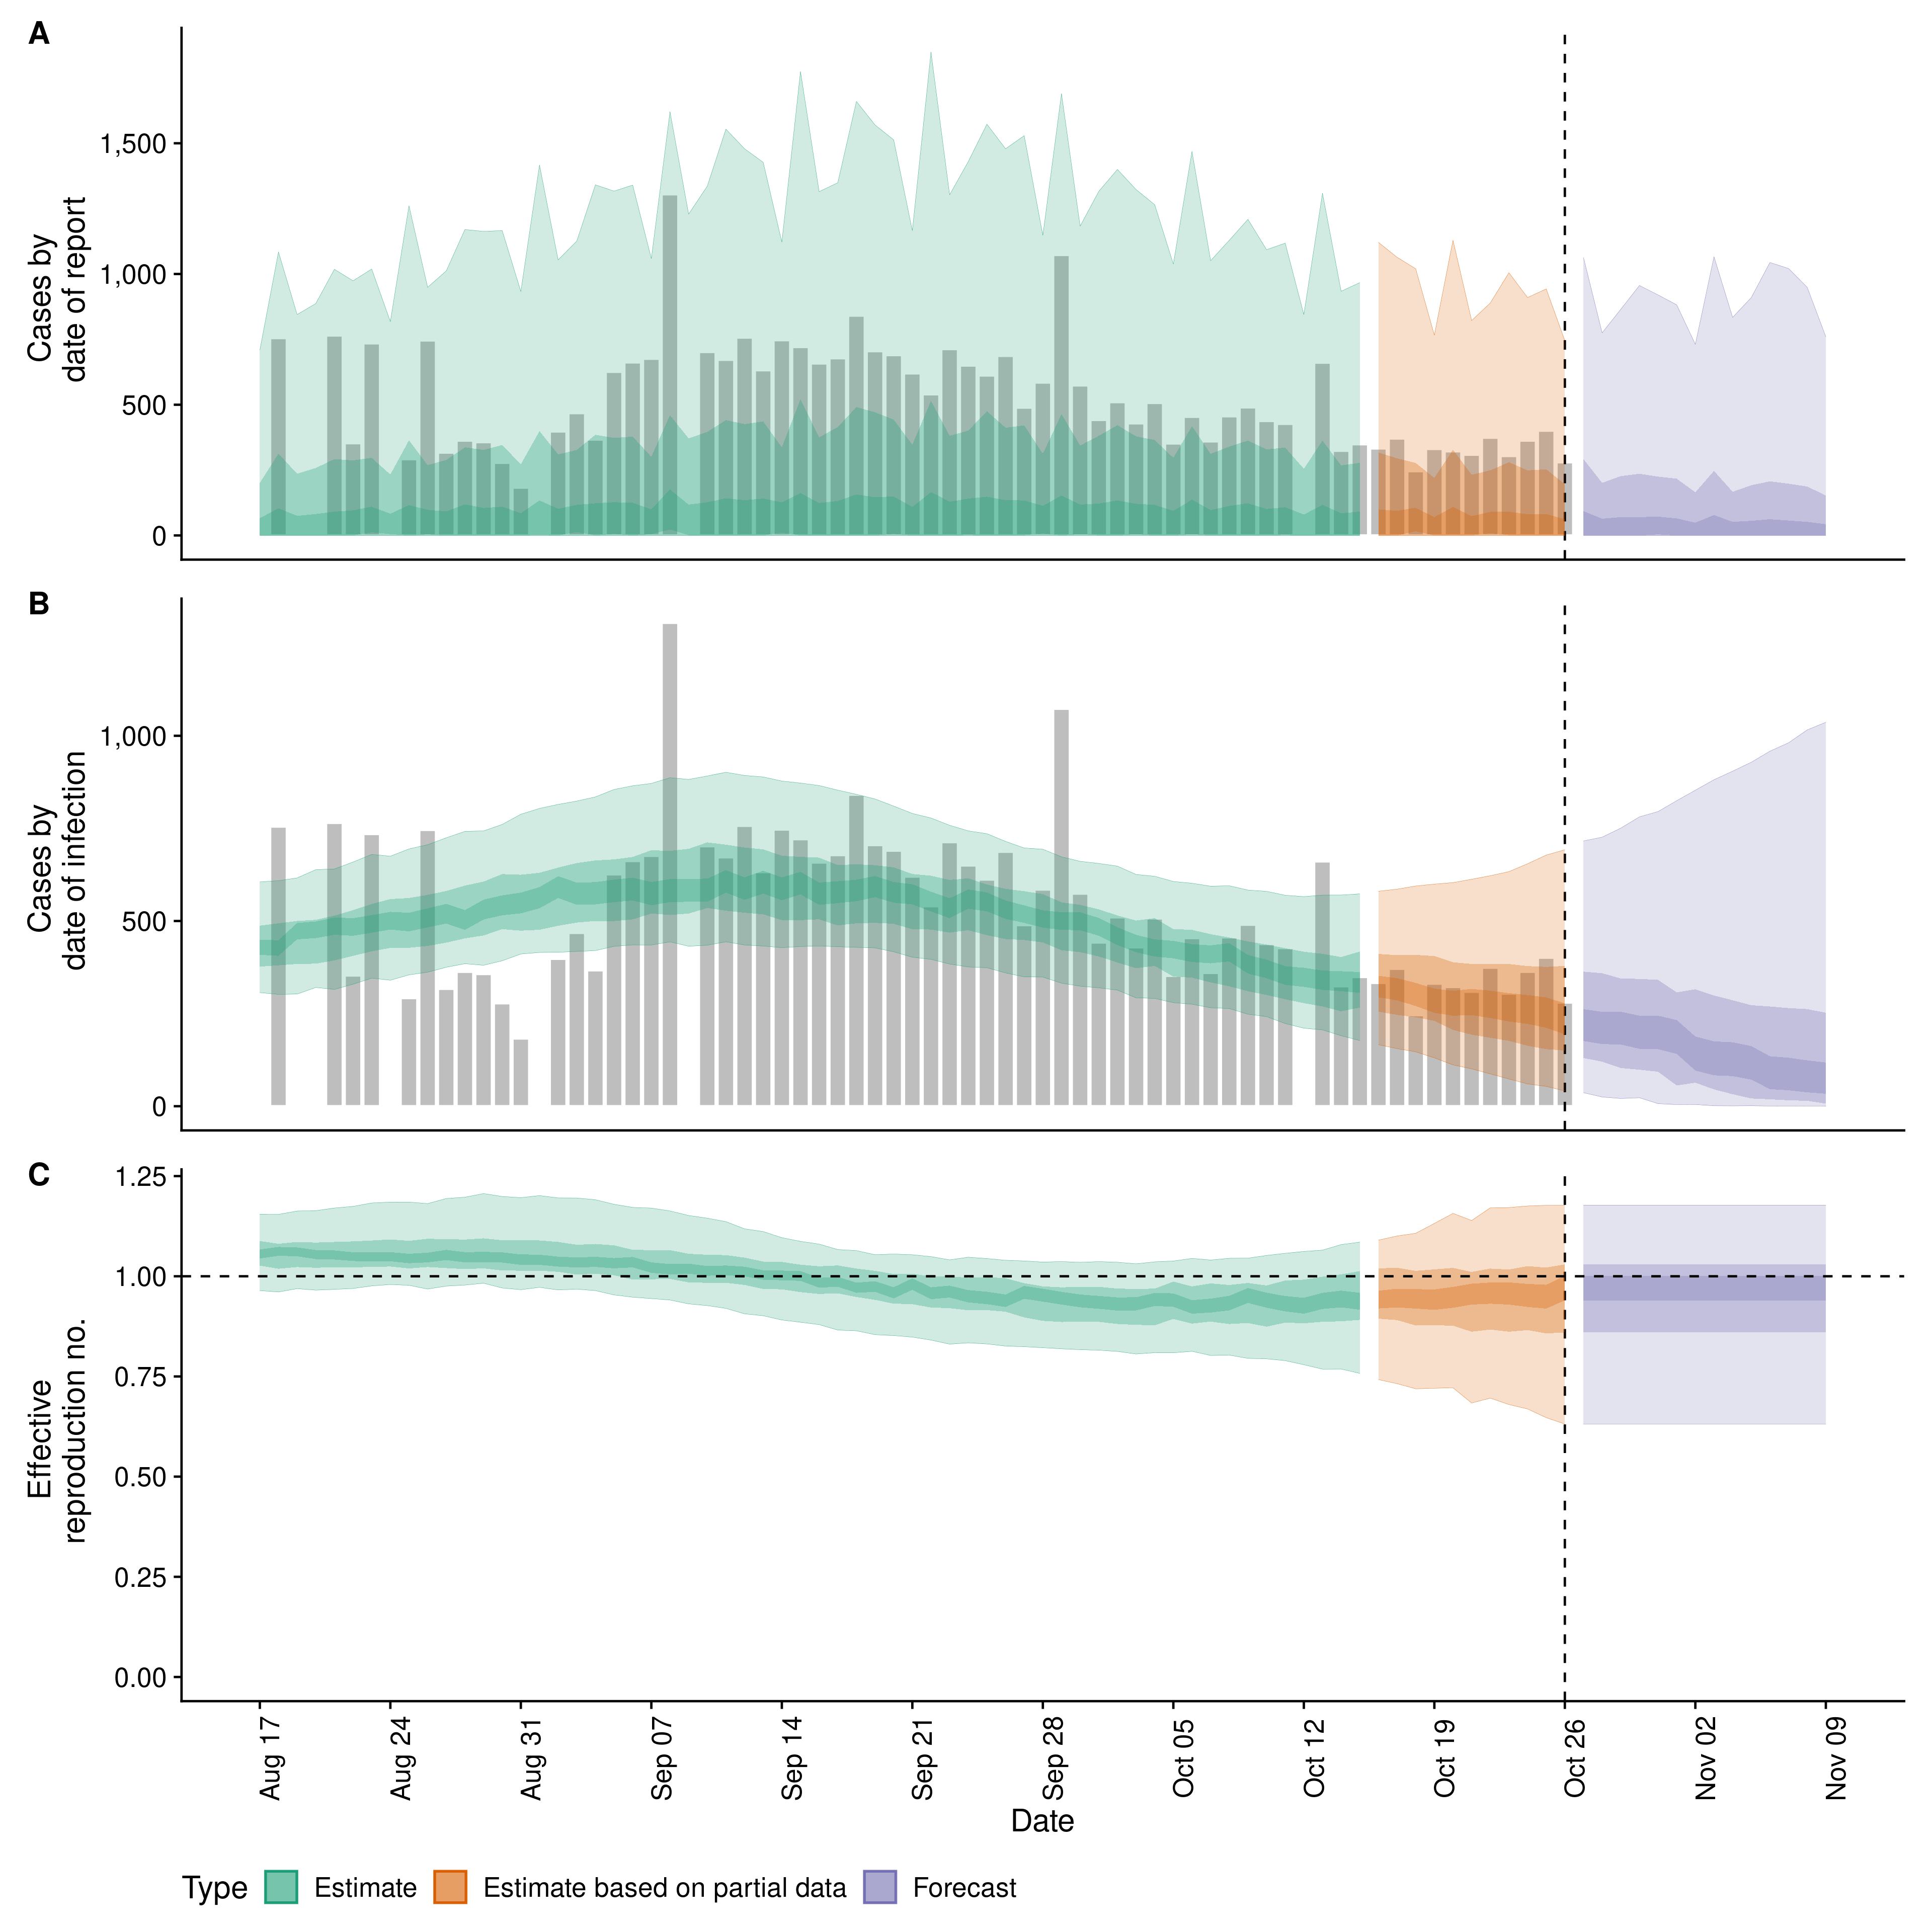 A
Cases by
date of report
1,500
1,000
500
0
B
Cases by
date of infection
1,000
500
0
C
Effective
reproduction no.
1.25
1.00
0.75
0.50
0.25
0.00
Aug 17
Aug 24
Aug 31
Sep 07
Sep 14
Sep 21
Sep 28
Oct 05
Oct 12
Oct 19
Oct 26
Nov 02
Nov 09
Date
Type
Estimate
Estimate based on partial data
Forecast